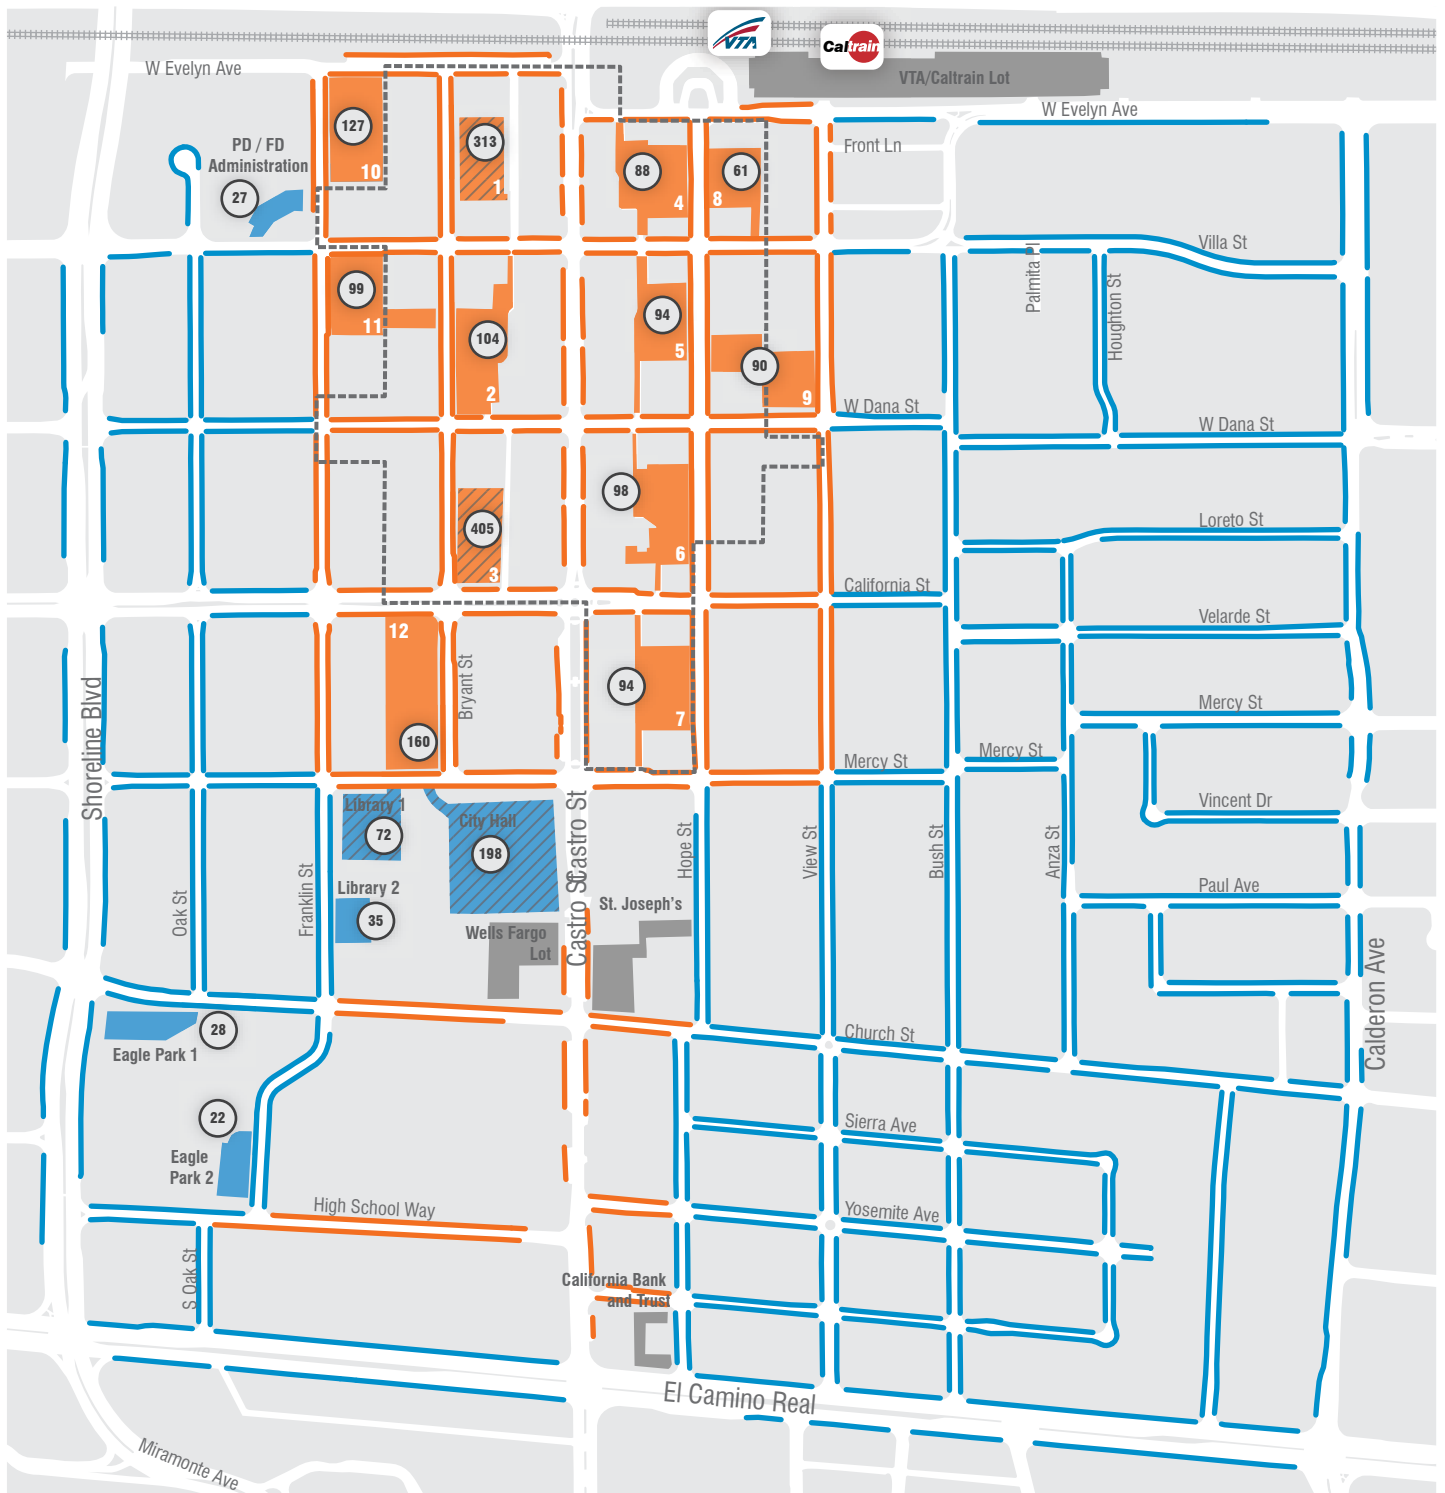 VTA
Caltrain
VTA/Caltrain Lot
W Evelyn Ave
W Evelyn Ave
127
10
313
1
PD / FD
Administration
27
88
4
61
8
Front Ln
Villa St
Palmita Pl
Houghton St
99
11
104
2
94
5
90
9
W Dana St
W Dana St
98
6
405
3
Loreto St
California St
Velarde St
12
160
Bryant St
94
7
Shoreline Blvd
Mercy St
Mercy St
Mercy St
Vincent Dr
Library 1
72
City Hall
198
Castro St
Castro St
Hope St
View St
Bush St
Anza St
Paul Ave
Oak St
Franklin St
Library 2
35
St. Joseph's
Wells Fargo
Lot
Calderon Ave
28
Eagle Park 1
Church St
22
Eagle
Park 2
Sierra Ave
High School Way
Yosemite Ave
S Oak St
California Bank
and Trust
El Camino Real
Miramonte Ave